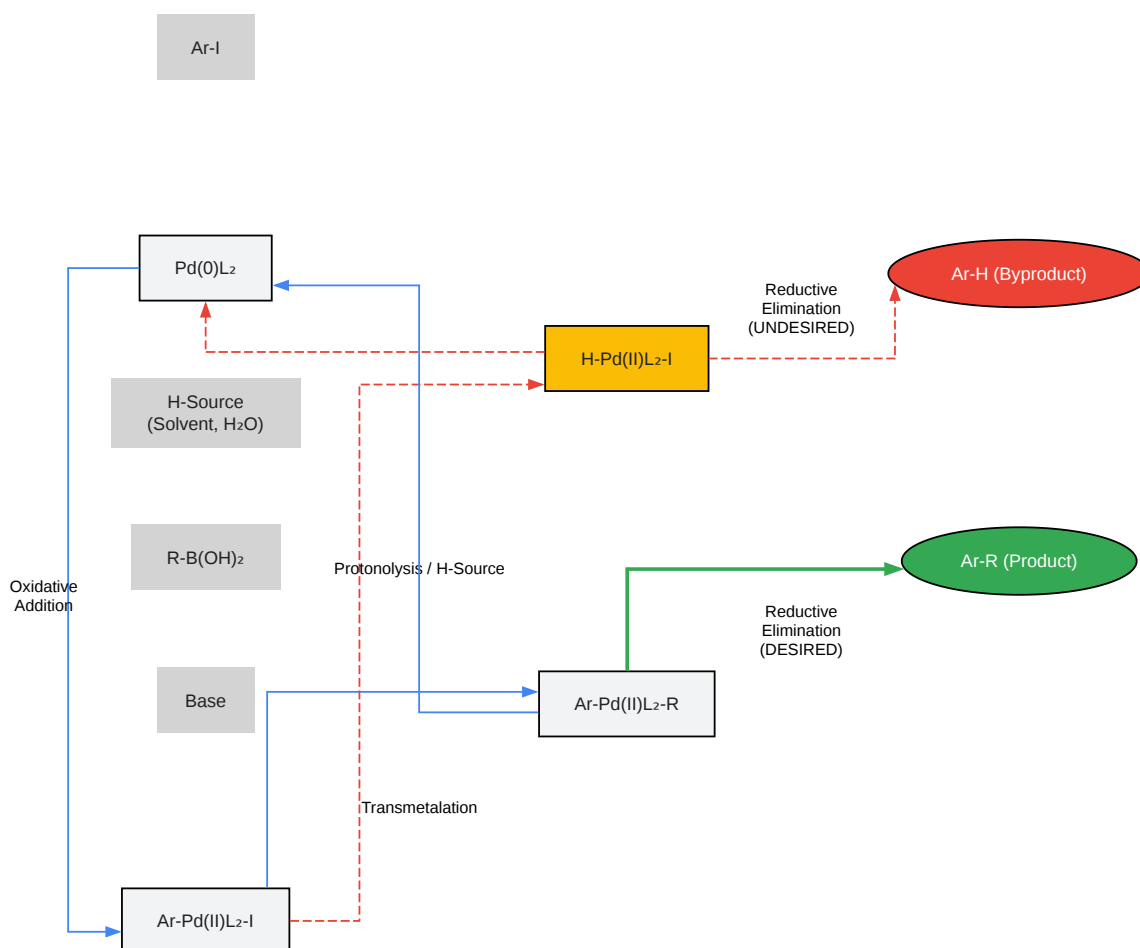 Ar-I
Pd(0)L₂
Ar-H (Byproduct)
Reductive
Elimination
(UNDESIRED)
H-Pd(II)L₂-I
H-Source
(Solvent, H₂O)
R-B(OH)₂
Protonolysis / H-Source
Ar-R (Product)
Oxidative
Addition
Reductive
Elimination
(DESIRED)
Base
Ar-Pd(II)L₂-R
Transmetalation
Ar-Pd(II)L₂-I